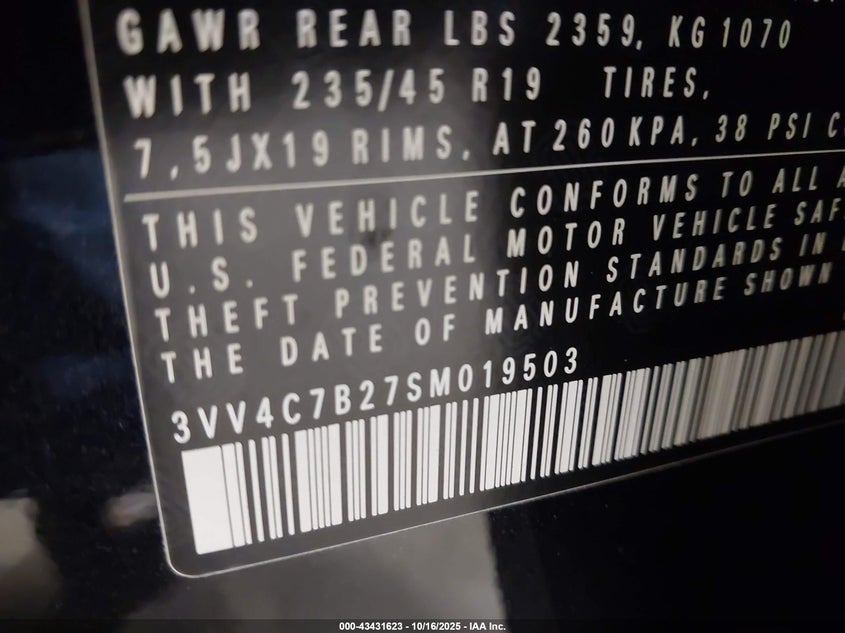 GAWR REAR LBS 2359, KG1070
WITH 235/45 R19 TIRES,
7,5JX19 RIMS, AT 260 KPA, 38 PSI
THIS VEHICLE CONFORMS TO ALL
U.S. FEDERAL MOTOR VEHICLE
THEFT PREVENTION STANDARDS IN
THE DATE OF MANUFACTURE SHOWN
3VV4C7B27SM019503
000-43431623 - 10/16/2025 - IAA Inc.